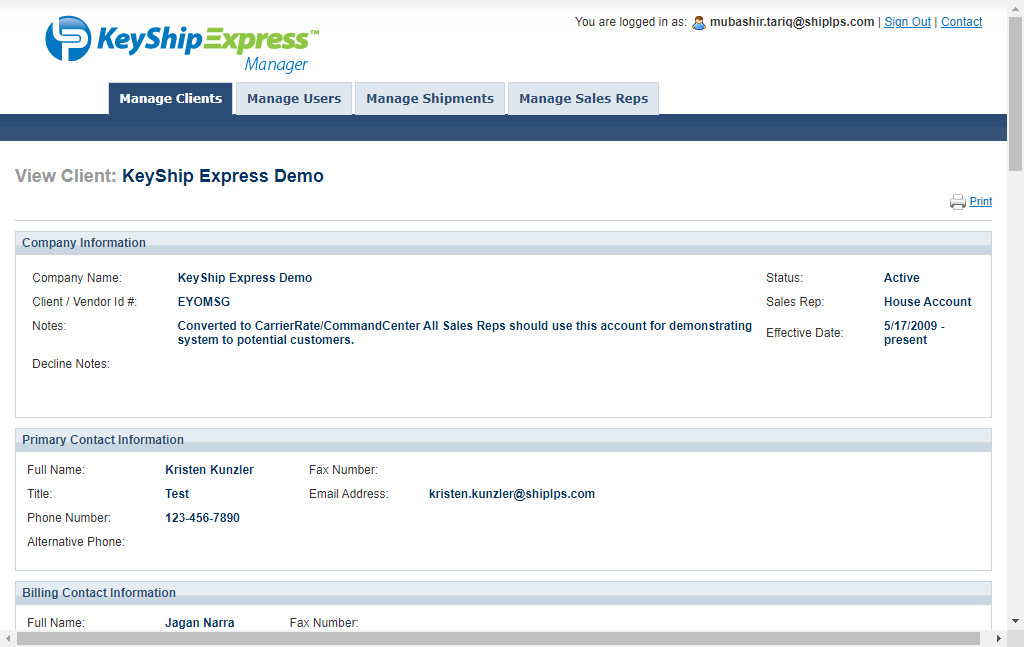 You are logged in as: mubashir.tariq@shiplps.com | Sign Out | Contact
KeyShipExpress™
Manager
Manage Clients Manage Users Manage Shipments Manage Sales Reps
View Client: KeyShip Express Demo
Print
Company Information
Company Name: KeyShip Express Demo Status: Active
Client / Vendor Id #: EYOMSG Sales Rep: House Account
Notes: Converted to CarrierRate/CommandCenter All Sales Reps should use this account for demonstrating
system to potential customers.
Effective Date: 5/17/2009 -
present
Decline Notes:
Primary Contact Information
Full Name: Kristen Kunzler Fax Number:
Title: Test Email Address: kristen.kunzler@shiplps.com
Phone Number: 123-456-7890
Alternative Phone:
Billing Contact Information
Full Name: Jagan Narra Fax Number: